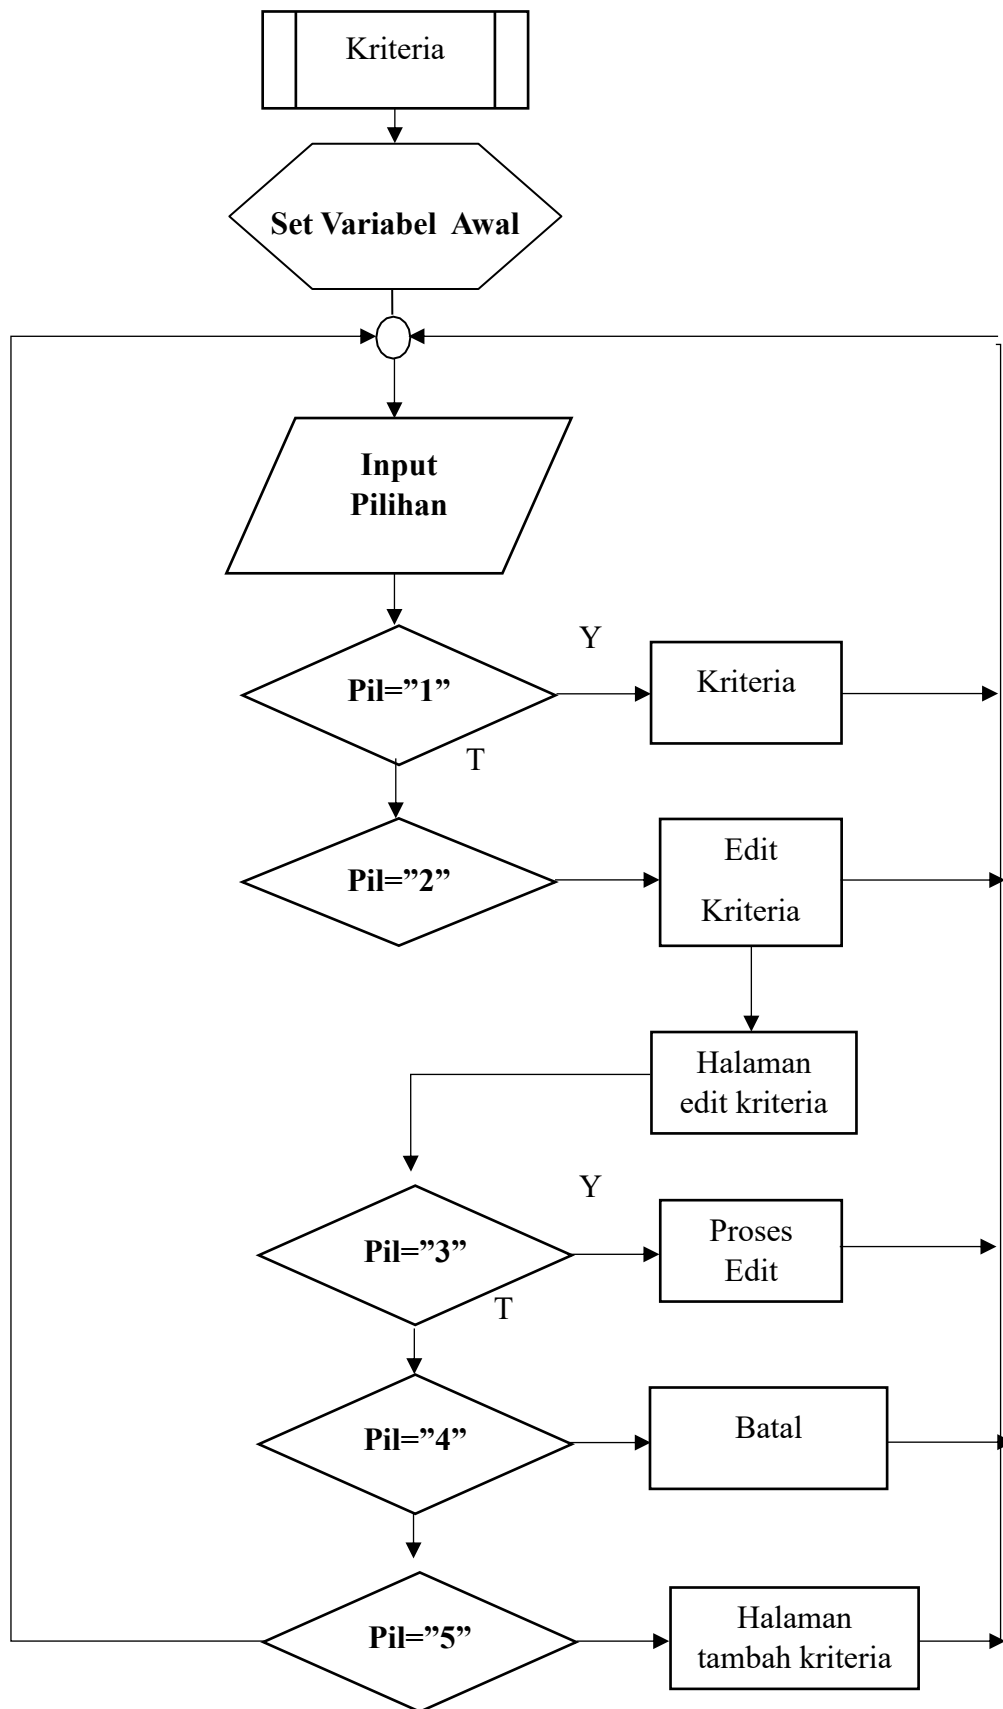 Kriteria
Set Variabel  Awal
Input
Pilihan
Y
Pil=”1”
Kriteria
T
Pil=”2”
Edit
Kriteria
Halaman
edit kriteria
Y
Pil=”3”
Proses
Edit
T
Pil=”4”
Batal
Pil=”5”
Halaman
tambah kriteria